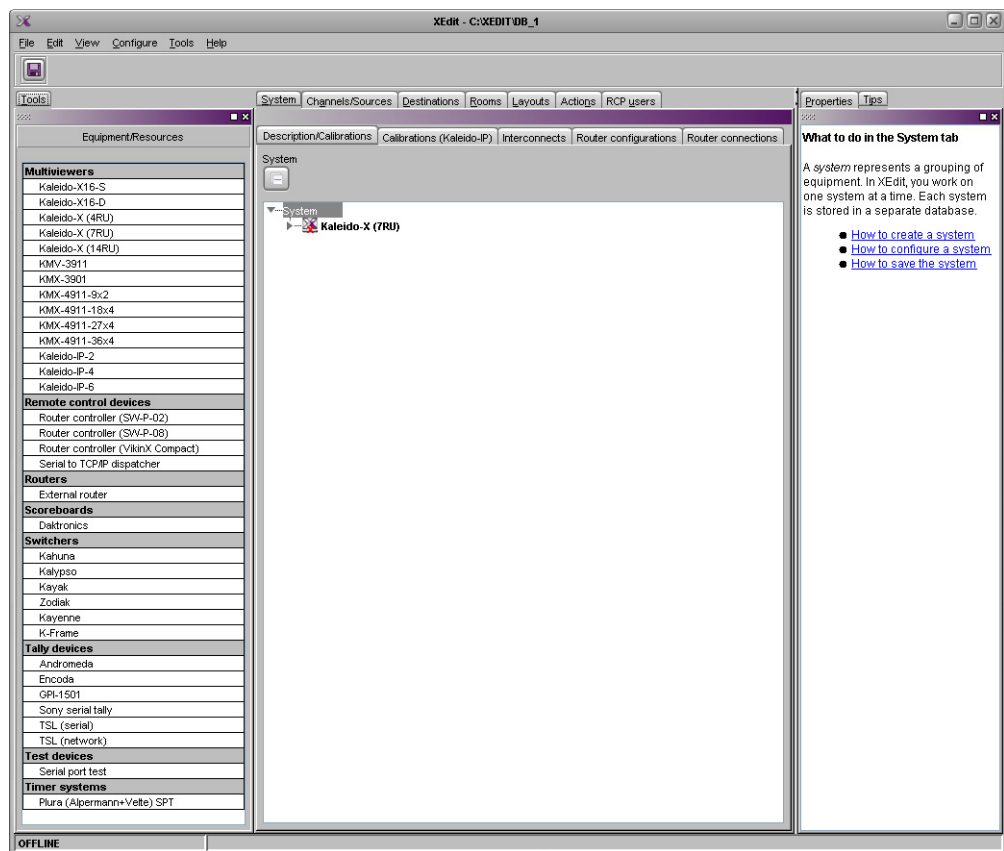 XEdit - C:\XEDIT\DB_1
File Edit View Configure Tools Help
Tools
System Channels/Sources Destinations Rooms Layouts Actions RCP users
Properties Tips
Equipment/Resources
Multiviewers
Kaleido-X16-S
Kaleido-X16-D
Kaleido-X (4RU)
Kaleido-X (7RU)
Kaleido-X (14RU)
KMV-3911
KMX-3901
KMX-4911-9x2
KMX-4911-18x4
KMX-4911-27x4
KMX-4911-36x4
Kaleido-IP-2
Kaleido-IP-4
Kaleido-IP-6
Remote control devices
Router controller (SW-P-02)
Router controller (SW-P-08)
Router controller (VikinX Compact)
Serial to TCP/IP dispatcher
Routers
External router
Scoreboards
Daktronics
Switchers
Kahuna
Kalypso
Kayak
Zodiak
Kayenne
K-Frame
Tally devices
Andromeda
Encoda
GPI-1501
Sony serial tally
TSL (serial)
TSL (network)
Test devices
Serial port test
Timer systems
Plura (Alpermann+Velte) SPT
Description/Calibrations Calibrations (Kaleido-IP) Interconnects Router configurations Router connections
System
System
Kaleido-X (7RU)
What to do in the System tab
A system represents a grouping of
equipment. In XEdit, you work on
one system at a time. Each system
is stored in a separate database.
How to create a system
How to configure a system
How to save the system
OFFLINE